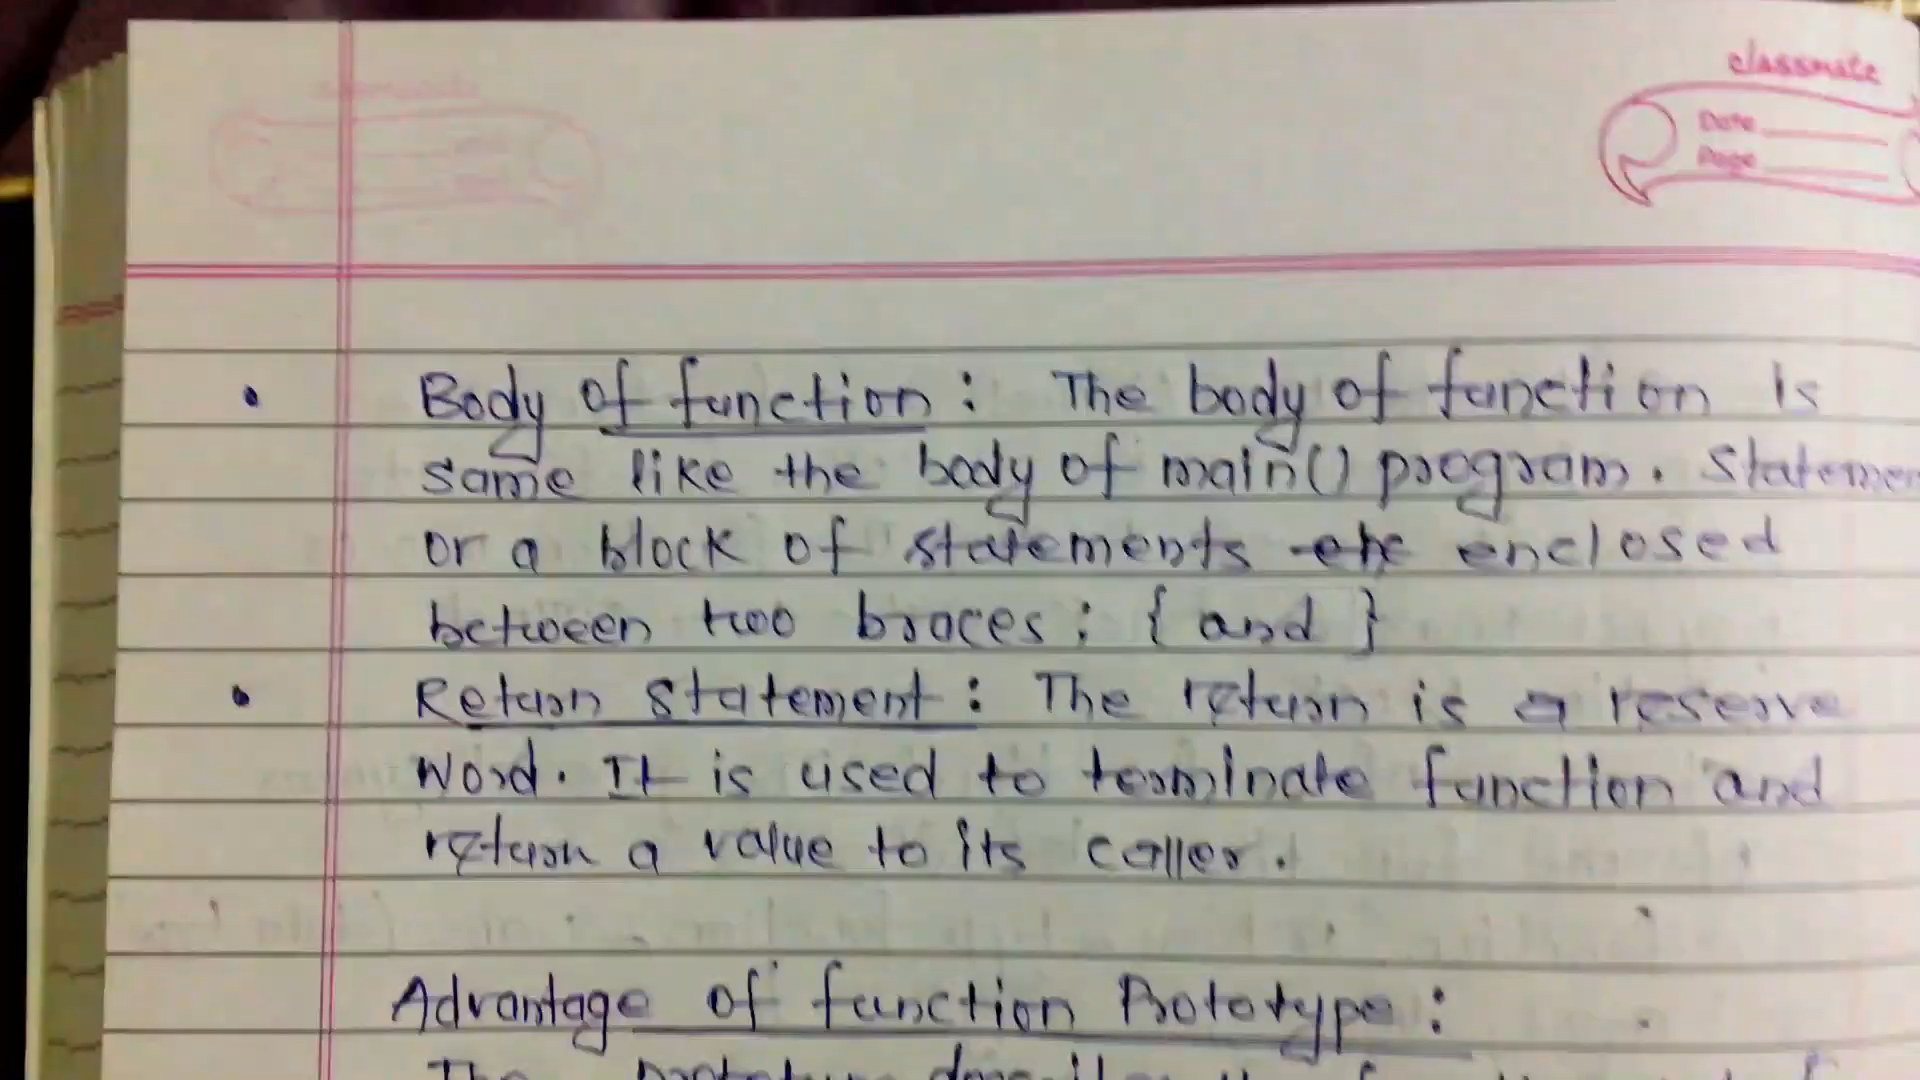 classmate
Date
Page
Body of function : The body of function is
same like the body of main() program. Statemen
or a block of statements are enclosed
between two braces ; { and }
Return statement : The return is a reserve
word. It is used to terminate function and
return a value to its caller.
Advantage of function Prototype :
The